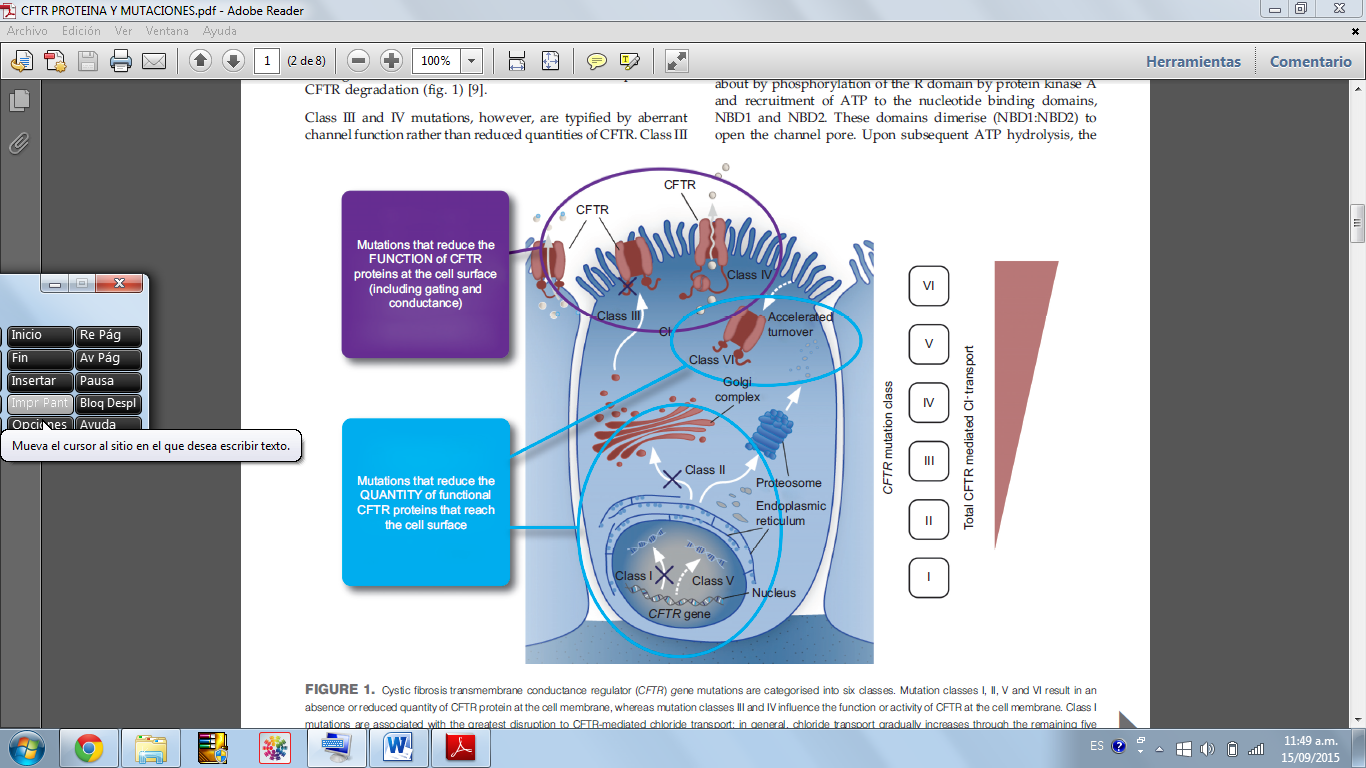 CFTR PROTEINA Y MUTACIONES.pdf - Adobe Reader
Archivo Edición Ver Ventana Ayuda
1 (2 de 8) 100% Herramientas Comentario
CFTR degradation (fig. 1) [9].
Class III and IV mutations, however, are typified by aberrant
channel function rather than reduced quantities of CFTR. Class III
about by phosphorylation of the R domain by protein kinase A
and recruitment of ATP to the nucleotide binding domains,
NBD1 and NBD2. These domains dimerise (NBD1:NBD2) to
open the channel pore. Upon subsequent ATP hydrolysis, the
Mutations that reduce the
FUNCTION of CFTR
proteins at the cell surface
(including gating and
conductance)
Mutations that reduce the
QUANTITY of functional
CFTR proteins that reach
the cell surface
CFTR
CFTR
Class IV
Class III
Cl-
Accelerated
turnover
Class VI
Golgi
complex
Class II
Proteosome
Endoplasmic
reticulum
Class I
Class V
Nucleus
CFTR gene
CFTR mutation class
VI
V
IV
III
II
I
Total CFTR mediated Cl- transport
FIGURE 1. Cystic fibrosis transmembrane conductance regulator (CFTR) gene mutations are categorised into six classes. Mutation classes I, II, V and VI result in an
absence or reduced quantity of CFTR protein at the cell membrane, whereas mutation classes III and IV influence the function or activity of CFTR at the cell membrane. Class I
mutations are associated with the greatest disruption to CFTR-mediated chloride transport; in general, chloride transport gradually increases through the remaining five
Inicio Re Pág
Fin Av Pág
Insertar Pausa
Impr Pant Bloq Despl
Opciones Ayuda
Mueva el cursor al sitio en el que desea escribir texto.
ES
11:49 a.m.
15/09/2015